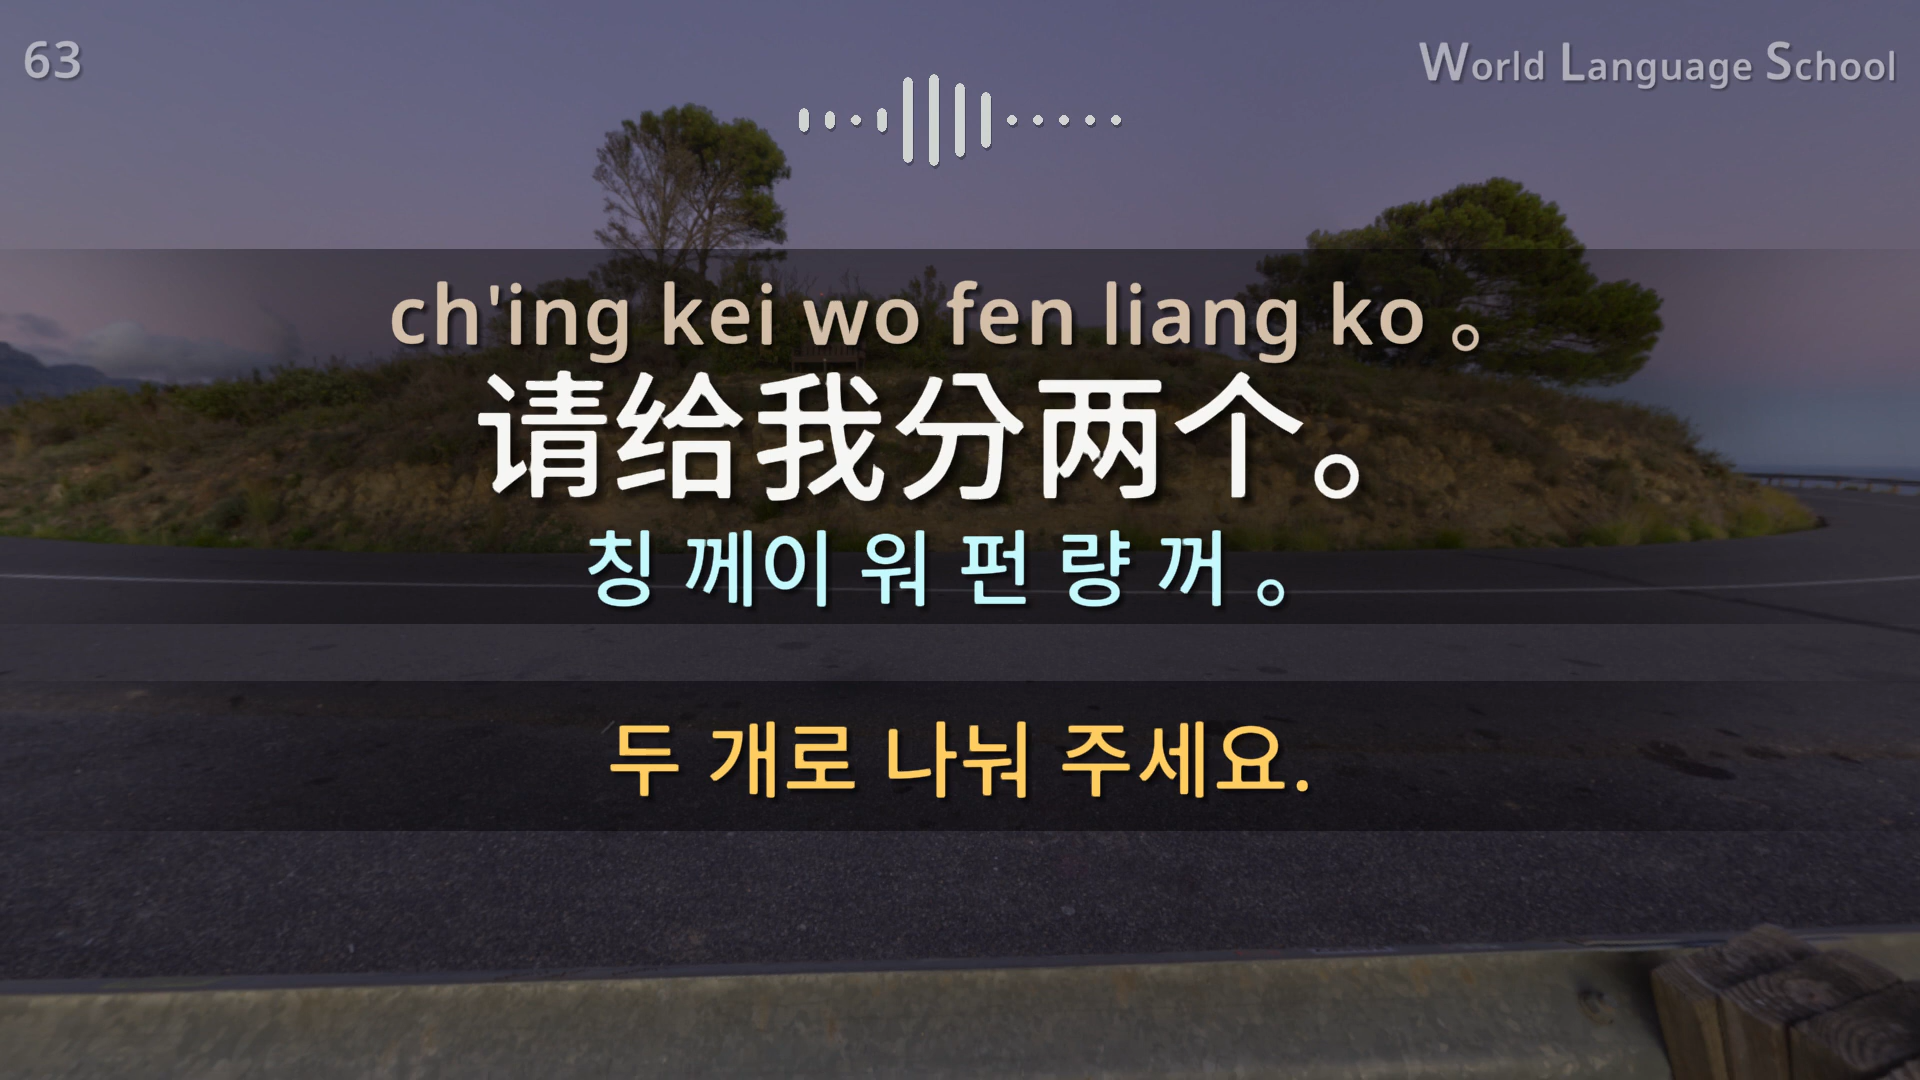 63
World Language School
ch'ing kei wo fen liang ko 。
请给我分两个。
칭 께이 워 펀 량 꺼 。
두 개로 나눠 주세요.